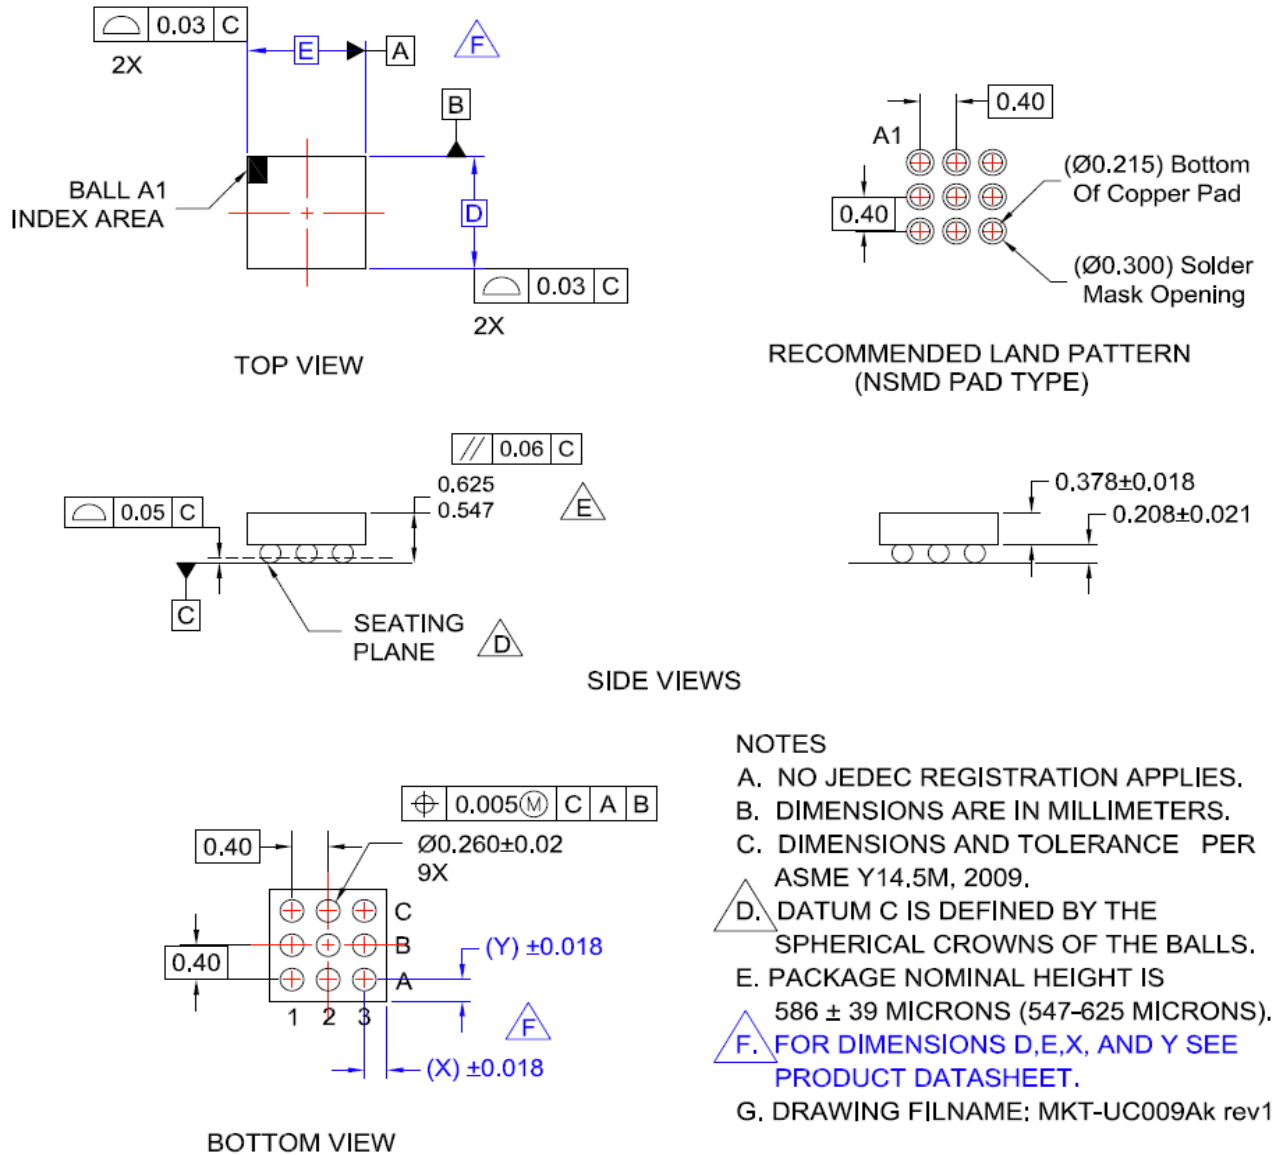 0.03 C
2X
E
A
F
B
BALL A1
INDEX AREA
D
0.03 C
2X
TOP VIEW
0.40
A1
0.40
(Ø0.215) Bottom
Of Copper Pad
(Ø0.300) Solder
Mask Opening
RECOMMENDED LAND PATTERN
(NSMD PAD TYPE)
// 0.06 C
0.625
0.547
E
0.05 C
C
SEATING
PLANE
D
0.378±0.018
0.208±0.021
SIDE VIEWS
0.005Ⓜ C A B
Ø0.260±0.02
9X
0.40
0.40
C
B
A
1 2 3
(Y) ±0.018
F
(X) ±0.018
BOTTOM VIEW
NOTES
A. NO JEDEC REGISTRATION APPLIES.
B. DIMENSIONS ARE IN MILLIMETERS.
C. DIMENSIONS AND TOLERANCE PER
ASME Y14.5M, 2009.
D. DATUM C IS DEFINED BY THE
SPHERICAL CROWNS OF THE BALLS.
E. PACKAGE NOMINAL HEIGHT IS
586 ± 39 MICRONS (547-625 MICRONS).
F. FOR DIMENSIONS D,E,X, AND Y SEE
PRODUCT DATASHEET.
G. DRAWING FILNAME: MKT-UC009Ak rev1